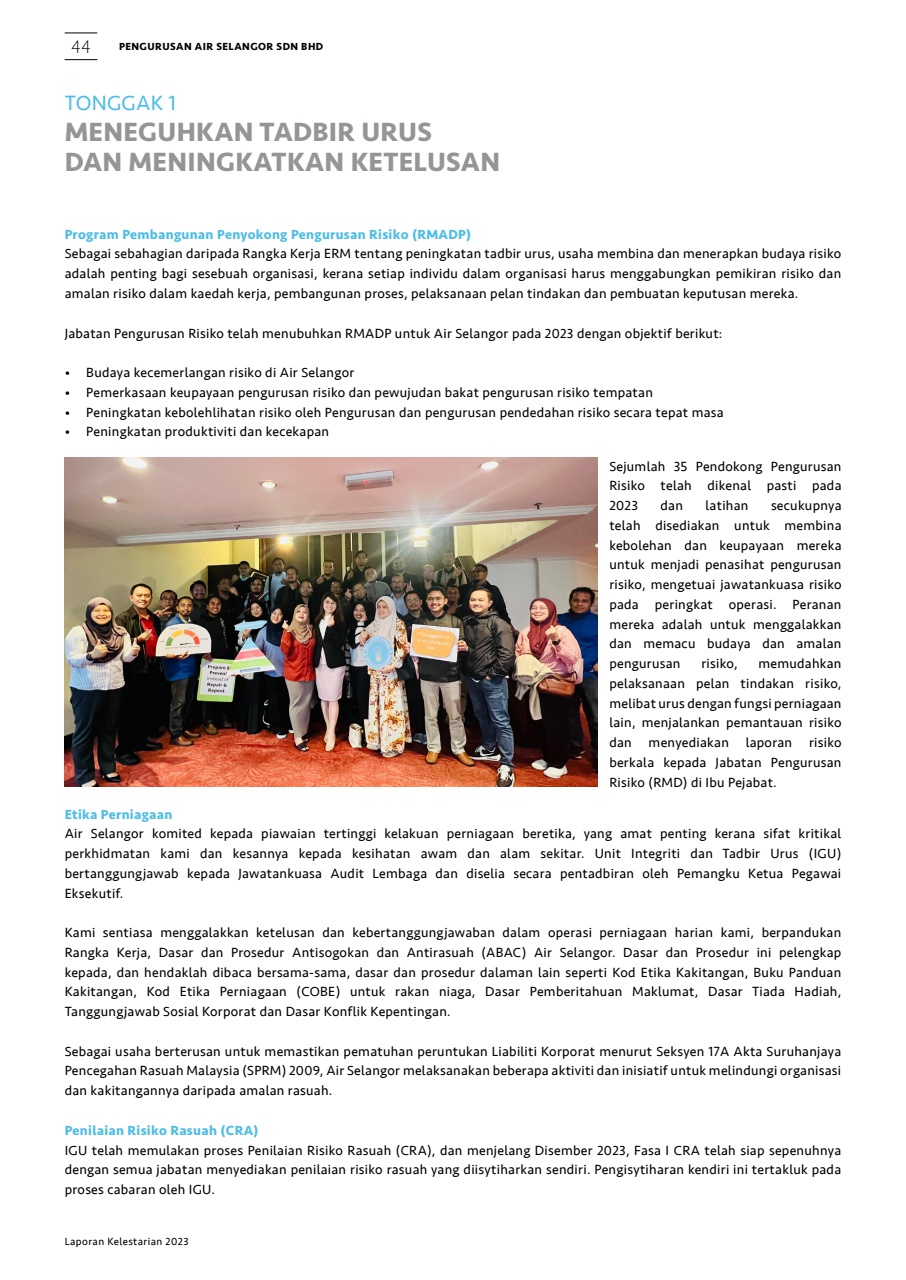 44
PENGURUSAN AIR SELANGOR SDN BHD
TONGGAK 1
MENEGUHKAN TADBIR URUS
DAN MENINGKATKAN KETELUSAN
Program Pembangunan Penyokong Pengurusan Risiko (RMADP)
Sebagai sebahagian daripada Rangka Kerja ERM tentang peningkatan tadbir urus, usaha membina dan menerapkan budaya risiko
adalah penting bagi sesebuah organisasi, kerana setiap individu dalam organisasi harus menggabungkan pemikiran risiko dan
amalan risiko dalam kaedah kerja, pembangunan proses, pelaksanaan pelan tindakan dan pembuatan keputusan mereka.
Jabatan Pengurusan Risiko telah menubuhkan RMADP untuk Air Selangor pada 2023 dengan objektif berikut:
• Budaya kecemerlangan risiko di Air Selangor
• Pemerkasaan keupayaan pengurusan risiko dan pewujudan bakat pengurusan risiko tempatan
• Peningkatan kebolehlihatan risiko oleh Pengurusan dan pengurusan pendedahan risiko secara tepat masa
• Peningkatan produktiviti dan kecekapan
Prepare &
Prevent
instead of
Repair &
Repent
Sejumlah 35 Pendokong Pengurusan
Risiko telah dikenal pasti pada
2023 dan latihan secukupnya
telah disediakan untuk membina
kebolehan dan keupayaan mereka
untuk menjadi penasihat pengurusan
risiko, mengetuai jawatankuasa risiko
pada peringkat operasi. Peranan
mereka adalah untuk menggalakkan
dan memacu budaya dan amalan
pengurusan risiko, memudahkan
pelaksanaan pelan tindakan risiko,
melibat urus dengan fungsi perniagaan
lain, menjalankan pemantauan risiko
dan menyediakan laporan risiko
berkala kepada Jabatan Pengurusan
Risiko (RMD) di Ibu Pejabat.
Etika Perniagaan
Air Selangor komited kepada piawaian tertinggi kelakuan perniagaan beretika, yang amat penting kerana sifat kritikal
perkhidmatan kami dan kesannya kepada kesihatan awam dan alam sekitar. Unit Integriti dan Tadbir Urus (IGU)
bertanggungjawab kepada Jawatankuasa Audit Lembaga dan diselia secara pentadbiran oleh Pemangku Ketua Pegawai
Eksekutif.
Kami sentiasa menggalakkan ketelusan dan kebertanggungjawaban dalam operasi perniagaan harian kami, berpandukan
Rangka Kerja, Dasar dan Prosedur Antisogokan dan Antirasuah (ABAC) Air Selangor. Dasar dan Prosedur ini pelengkap
kepada, dan hendaklah dibaca bersama-sama, dasar dan prosedur dalaman lain seperti Kod Etika Kakitangan, Buku Panduan
Kakitangan, Kod Etika Perniagaan (COBE) untuk rakan niaga, Dasar Pemberitahuan Maklumat, Dasar Tiada Hadiah,
Tanggungjawab Sosial Korporat dan Dasar Konflik Kepentingan.
Sebagai usaha berterusan untuk memastikan pematuhan peruntukan Liabiliti Korporat menurut Seksyen 17A Akta Suruhanjaya
Pencegahan Rasuah Malaysia (SPRM) 2009, Air Selangor melaksanakan beberapa aktiviti dan inisiatif untuk melindungi organisasi
dan kakitangannya daripada amalan rasuah.
Penilaian Risiko Rasuah (CRA)
IGU telah memulakan proses Penilaian Risiko Rasuah (CRA), dan menjelang Disember 2023, Fasa I CRA telah siap sepenuhnya
dengan semua jabatan menyediakan penilaian risiko rasuah yang diisytiharkan sendiri. Pengisytiharan kendiri ini tertakluk pada
proses cabaran oleh IGU.
Laporan Kelestarian 2023